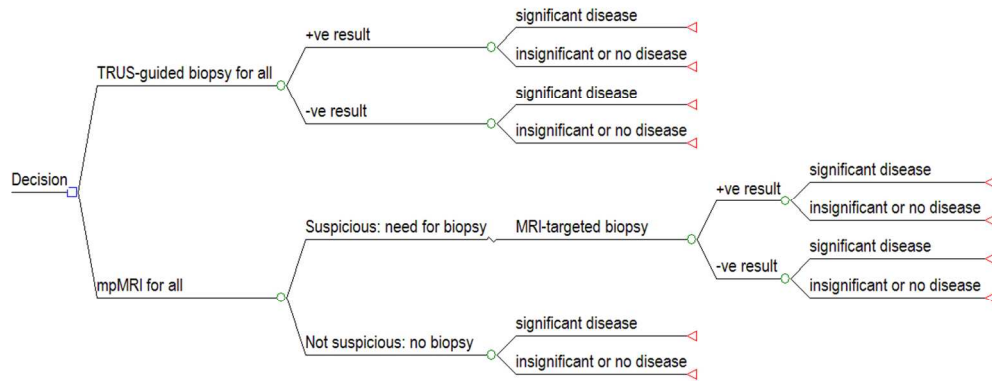 significant disease
+ve result
insignificant or no disease
TRUS-guided biopsy for all
significant disease
-ve result
insignificant or no disease
Decision
significant disease
+ve result
insignificant or no disease
Suspicious: need for biopsy
MRI-targeted biopsy
significant disease
-ve result
insignificant or no disease
mpMRI for all
significant disease
Not suspicious: no biopsy
insignificant or no disease